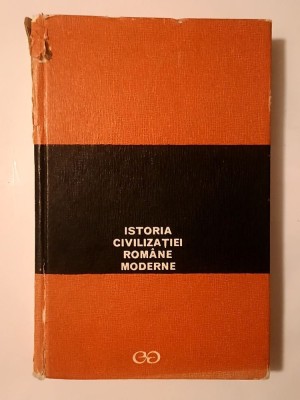 ISTORIA
CIVILIZAȚIEI
ROMÂNE
MODERNE